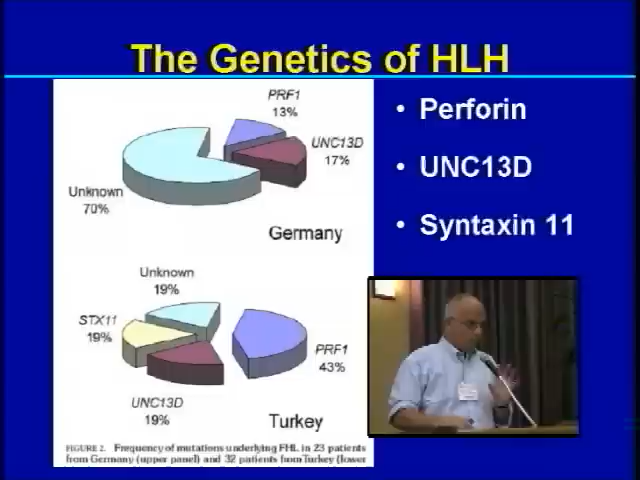 The Genetics of HLH
PRF1
13%
UNC13D
17%
Unknown
70%
Germany
Unknown
19%
STX11
19%
PRF1
43%
UNC13D
19%
Turkey
FIGURE 2. Frequency of mutations underlying FHL in 23 patients
from Germany (upper panel) and 32 patients from Turkey (lower
• Perforin
• UNC13D
• Syntaxin 11